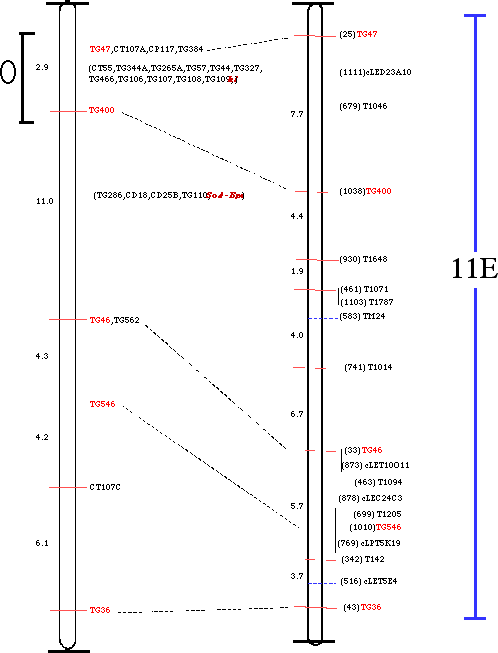 TG47,CT107A,CP117,TG384
(CT55,TG344A,TG265A,TG57,TG44,TG327,
TG466,TG106,TG107,TG108,TG109,
2.9
TG400
11.0
(TG286,CD18,CD25B,TG110,
TG46,TG562
4.3
TG546
4.2
CT107C
6.1
TG36
(25) TG47
(1111)cLED23A10
(679) T1046
7.7
(1038)TG400
4.4
(930) T1648
1.9
(461) T1071
(1103) T1787
(583) TM24
4.0
(741) T1014
6.7
(33)TG46
(873) cLET10O11
(463) T1094
(878) cLEC24C3
5.7
(699) T1205
(1010)TG546
(769) cLPT5K19
(342) T142
3.7
(516) cLET5E4
(43) TG36
11E